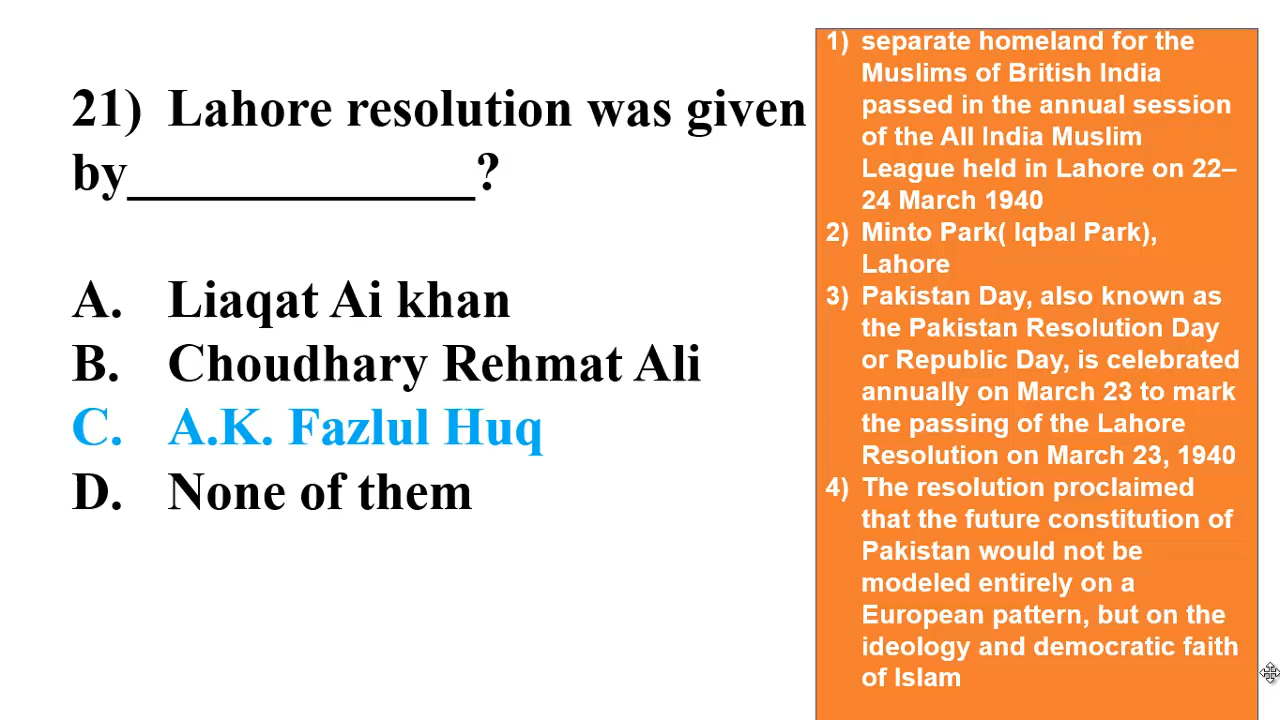 21) Lahore resolution was given
by_____________?
A. Liaqat Ai khan
B. Choudhary Rehmat Ali
C. A.K. Fazlul Huq
D. None of them
1) separate homeland for the
Muslims of British India
passed in the annual session
of the All India Muslim
League held in Lahore on 22–
24 March 1940
2) Minto Park( Iqbal Park),
Lahore
3) Pakistan Day, also known as
the Pakistan Resolution Day
or Republic Day, is celebrated
annually on March 23 to mark
the passing of the Lahore
Resolution on March 23, 1940
4) The resolution proclaimed
that the future constitution of
Pakistan would not be
modeled entirely on a
European pattern, but on the
ideology and democratic faith
of Islam